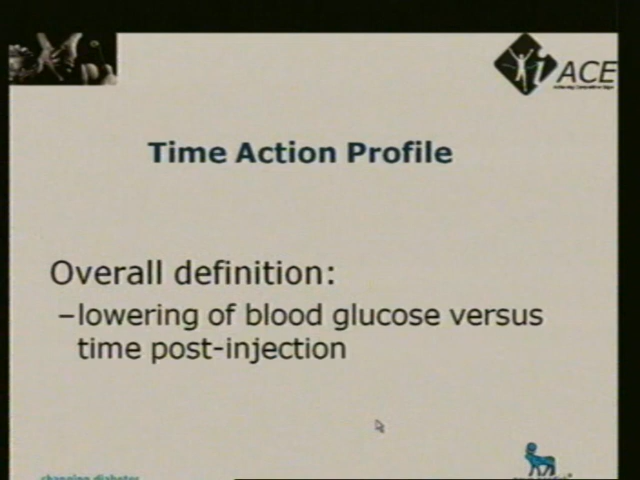 ACE
Time Action Profile
Overall definition:
–lowering of blood glucose versus
time post-injection
changing diabetes